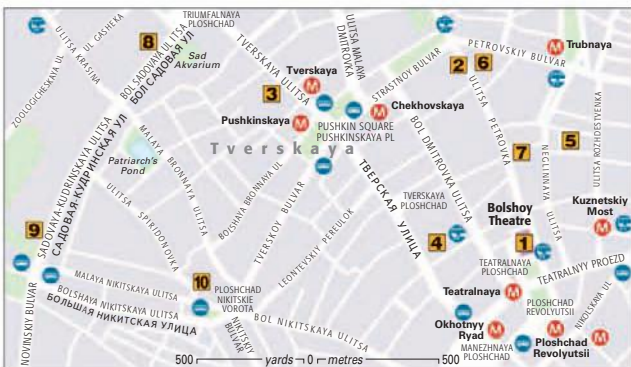 TRIUMFALNAYA
PLOSHCHAD
UL GASHEKA
ULITSA KRASINA
ZOOLOGICHESKAYA UL
8
BOL SADOVAYA ULITSA
БОЛ САДОВАЯ УЛ
Sad
Akvarium
TVERSKAYA ULITSA
ULITSA MALAYA
DMITROVKA
STRASTNOY BULVAR
PETROVSKIY BULVAR
M Trubnaya
2
6
Tverskaya
M
3
Pushkinskaya M
M Chekhovskaya
PUSHKIN SQUARE
PUSHKINSKAYA PL
Tverskaya
ULITSA PETROVKA
NEGLINNAYA ULITSA
ULITSA ROZHDESTVENKA
5
7
SADOVAYA-KUDRINSKAYA ULITSA
САДОВАЯ-КУДРИНСКАЯ УЛ
Patriarch's
Pond
MALAYA BRONNAYA ULITSA
ULITSA SPIRIDONOVKA
BOLSHAYA BRONNAYA UL
TVERSKOY BULVAR
LEONTEVSKIY PEREULOK
ТВЕРСКАЯ УЛИЦА
BOL DMITROVKA ULITSA
TVERSKAYA
PLOSHCHAD
4
Bolshoy
Theatre
1
Kuznetskiy
Most
M
9
TEATRALNAYA
PLOSHCHAD
TEATRALNYY PROEZD
10
PLOSHCHAD
NIKITSKIE
VOROTA
MALAYA NIKITSKAYA ULITSA
BOLSHAYA NIKITSKAYA ULITSA
БОЛЬШАЯ НИКИТСКАЯ УЛИЦА
NOVINSKIY BULVAR
NIKITSKIY
BULVAR
BOL NIKITSKAYA ULITSA
Teatralnaya M
PLOSHCHAD
REVOLYUTSII
NIKOLSKAYA UL
Okhotnyy
Ryad
M
MANEZHNAYA
PLOSHCHAD
M
Ploshchad
Revolyutsii
M
500 yards 0 metres 500